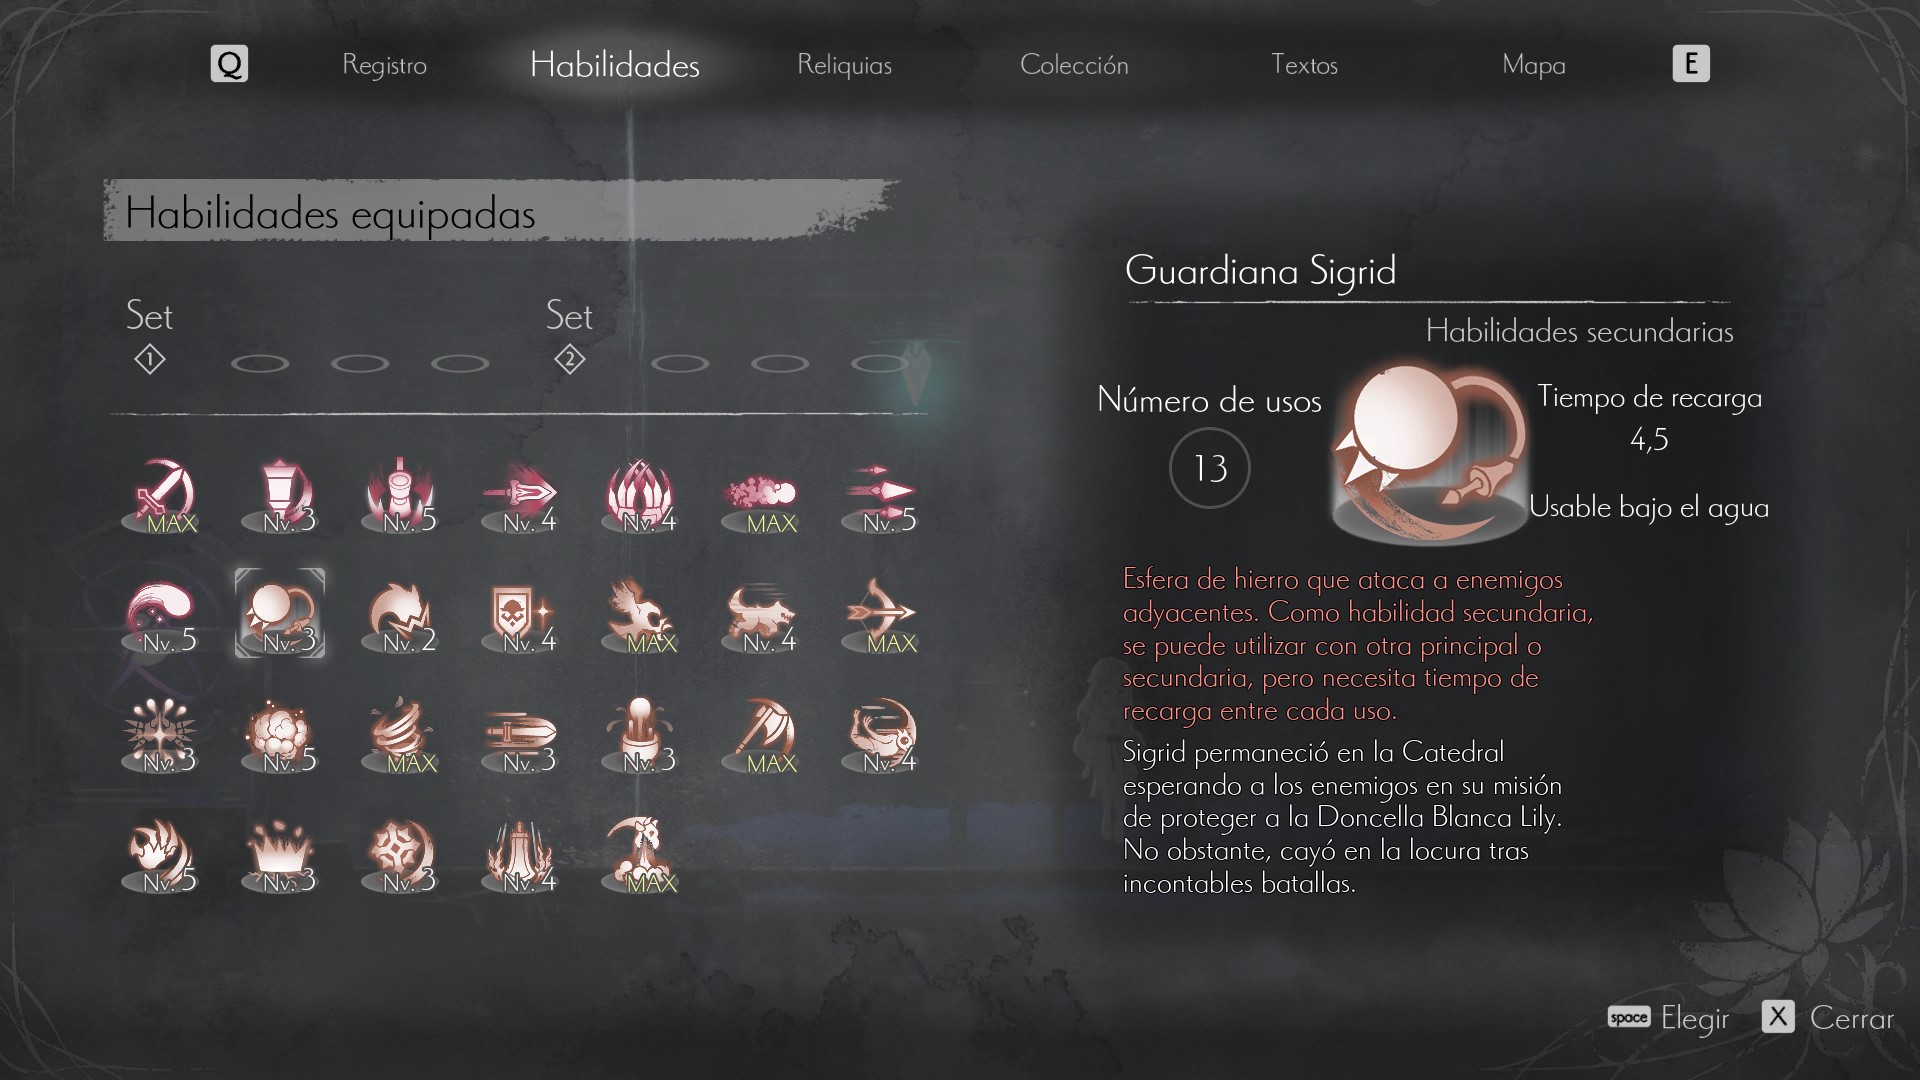 Q Registro Habilidades Reliquias Colección Textos Mapa E
Habilidades equipadas
Set Set
1 2
MAX Nv. 3 Nv. 5 Nv. 4 Nv. 4 MAX Nv. 5
Nv. 5 Nv. 3 Nv. 2 Nv. 4 MAX Nv. 4 MAX
Nv. 3 Nv. 5 MAX Nv. 3 Nv. 3 MAX Nv. 4
Nv. 5 Nv. 3 Nv. 3 Nv. 4 MAX
Guardiana Sigrid
Habilidades secundarias
Número de usos
13
Tiempo de recarga
4,5
Usable bajo el agua
Esfera de hierro que ataca a enemigos
adyacentes. Como habilidad secundaria,
se puede utilizar con otra principal o
secundaria, pero necesita tiempo de
recarga entre cada uso.
Sigrid permaneció en la Catedral
esperando a los enemigos en su misión
de proteger a la Doncella Blanca Lily.
No obstante, cayó en la locura tras
incontables batallas.
space Elegir X Cerrar